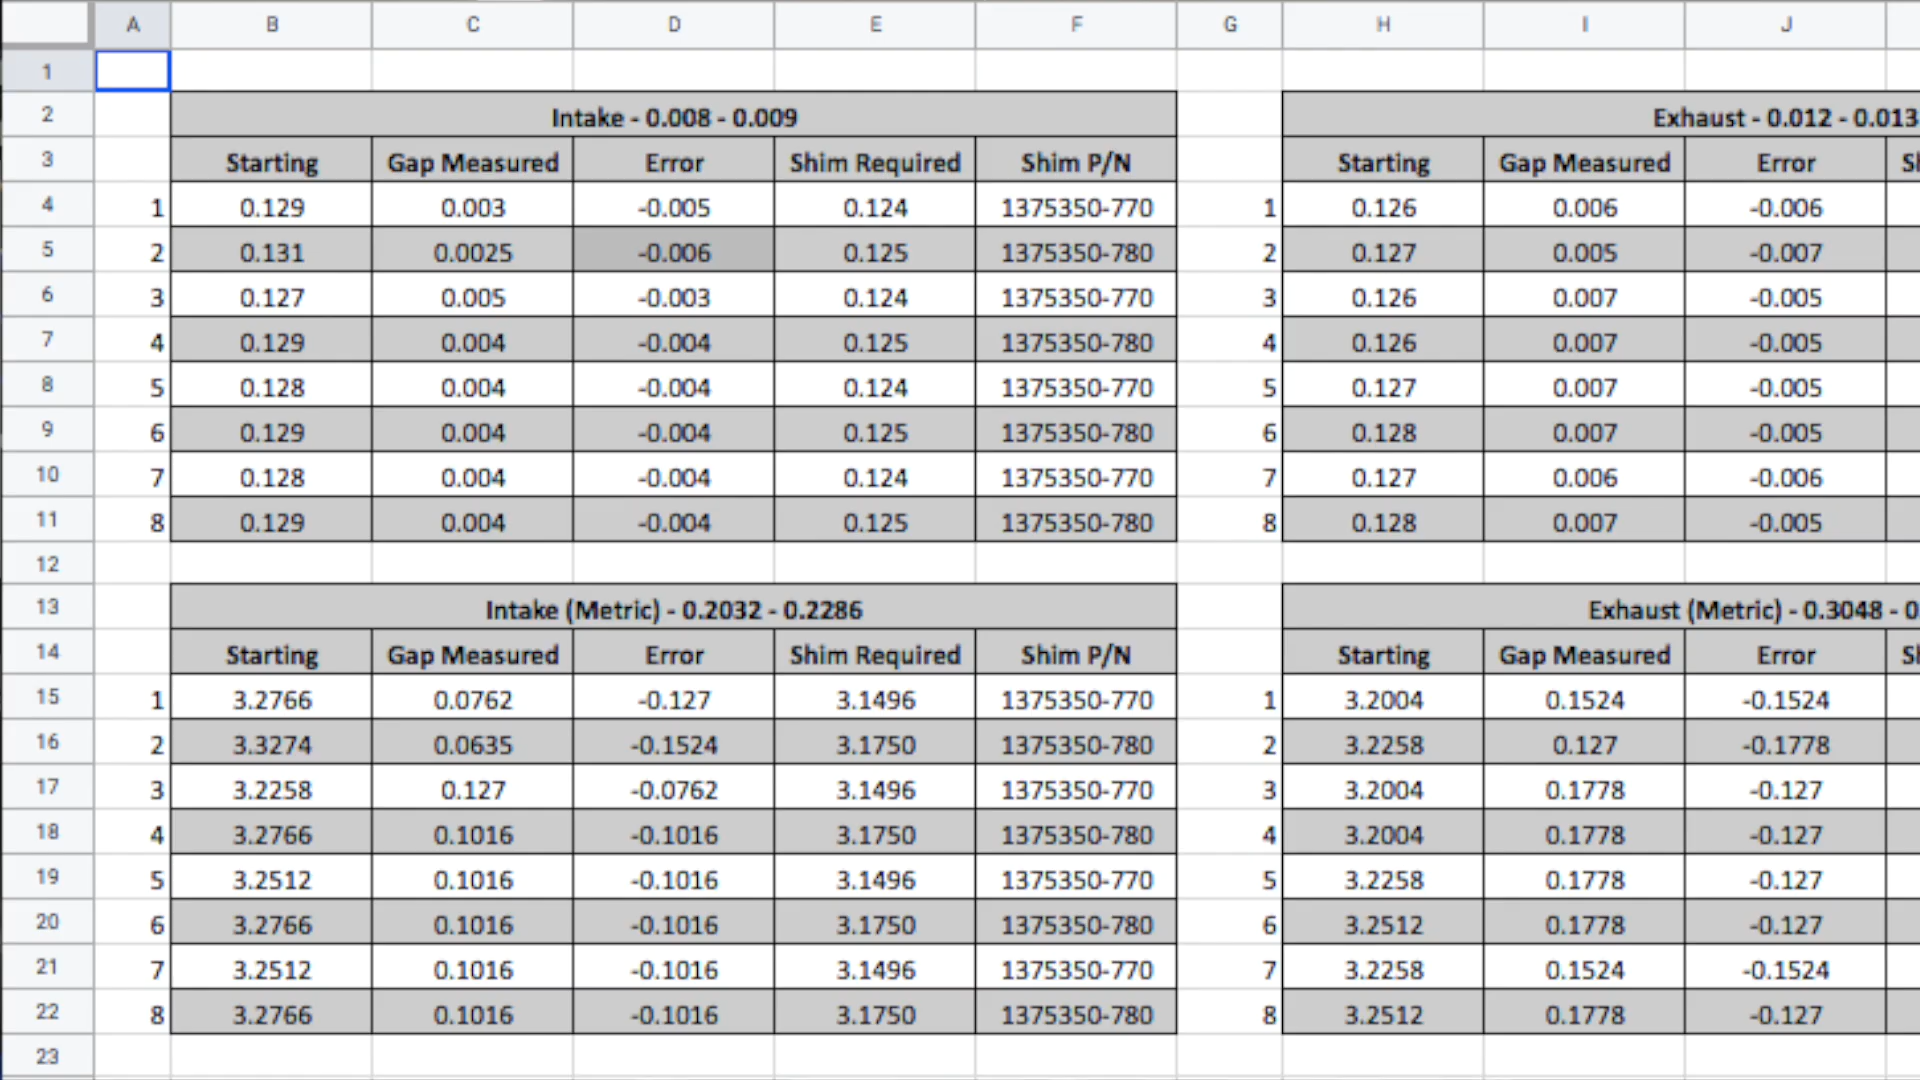 A B C D E F G H I J
1
2 Intake - 0.008 - 0.009 Exhaust - 0.012 - 0.013
3 Starting Gap Measured Error Shim Required Shim P/N Starting Gap Measured Error
4 1 0.129 0.003 -0.005 0.124 1375350-770 1 0.126 0.006 -0.006
5 2 0.131 0.0025 -0.006 0.125 1375350-780 2 0.127 0.005 -0.007
6 3 0.127 0.005 -0.003 0.124 1375350-770 3 0.126 0.007 -0.005
7 4 0.129 0.004 -0.004 0.125 1375350-780 4 0.126 0.007 -0.005
8 5 0.128 0.004 -0.004 0.124 1375350-770 5 0.127 0.007 -0.005
9 6 0.129 0.004 -0.004 0.125 1375350-780 6 0.128 0.007 -0.005
10 7 0.128 0.004 -0.004 0.124 1375350-770 7 0.127 0.006 -0.006
11 8 0.129 0.004 -0.004 0.125 1375350-780 8 0.128 0.007 -0.005
12
13 Intake (Metric) - 0.2032 - 0.2286 Exhaust (Metric) - 0.3048 - 
14 Starting Gap Measured Error Shim Required Shim P/N Starting Gap Measured Error
15 1 3.2766 0.0762 -0.127 3.1496 1375350-770 1 3.2004 0.1524 -0.1524
16 2 3.3274 0.0635 -0.1524 3.1750 1375350-780 2 3.2258 0.127 -0.1778
17 3 3.2258 0.127 -0.0762 3.1496 1375350-770 3 3.2004 0.1778 -0.127
18 4 3.2766 0.1016 -0.1016 3.1750 1375350-780 4 3.2004 0.1778 -0.127
19 5 3.2512 0.1016 -0.1016 3.1496 1375350-770 5 3.2258 0.1778 -0.127
20 6 3.2766 0.1016 -0.1016 3.1750 1375350-780 6 3.2512 0.1778 -0.127
21 7 3.2512 0.1016 -0.1016 3.1496 1375350-770 7 3.2258 0.1524 -0.1524
22 8 3.2766 0.1016 -0.1016 3.1750 1375350-780 8 3.2512 0.1778 -0.127
23